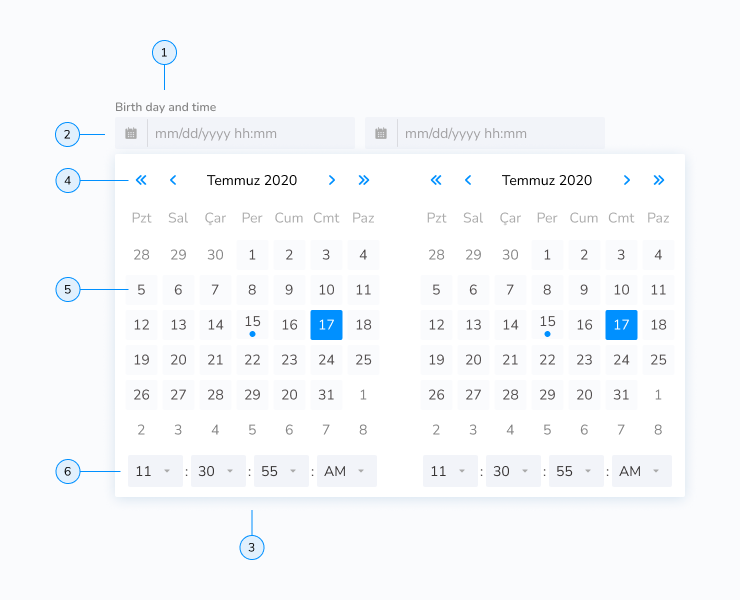 1
Birth day and time
2
mm/dd/yyyy hh:mm mm/dd/yyyy hh:mm
4
Temmuz 2020 Temmuz 2020
Pzt Sal Çar Per Cum Cmt Paz Pzt Sal Çar Per Cum Cmt Paz
28 29 30 1 2 3 4 28 29 30 1 2 3 4
5 5 6 7 8 9 10 11 5 6 7 8 9 10 11
12 13 14 15 16 17 18 12 13 14 15 16 17 18
19 20 21 22 23 24 25 19 20 21 22 23 24 25
26 27 28 29 20 31 1 26 27 28 29 20 31 1
2 3 4 5 6 7 8 2 3 4 5 6 7 8
6 11 : 30 : 55 : AM 11 : 30 : 55 : AM
3